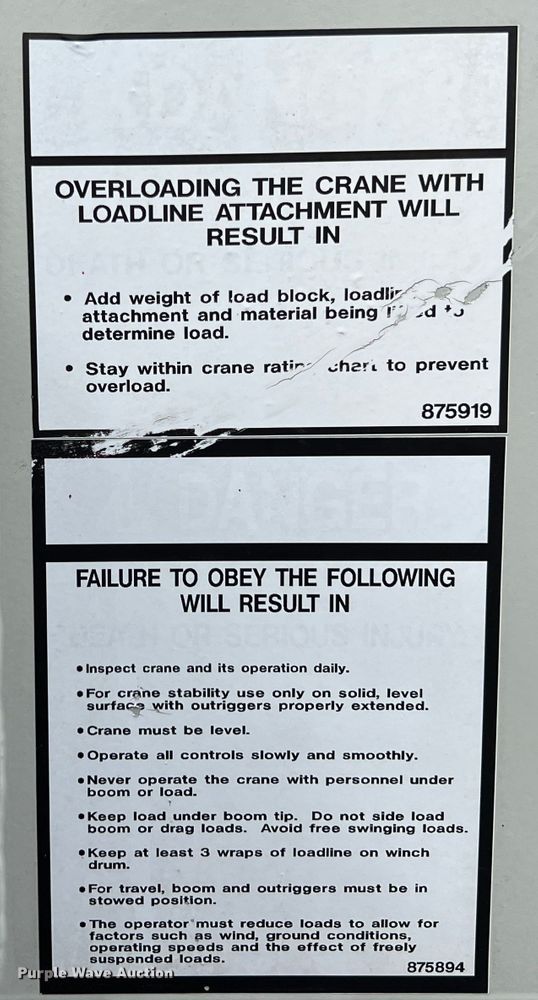 OVERLOADING THE CRANE WITH
LOADLINE ATTACHMENT WILL
RESULT IN
• Add weight of load block,
attachment and material being
determine load.
• Stay within crane chart to prevent
overload.
875919
DANGER
FAILURE TO OBEY THE FOLLOWING
WILL RESULT IN
DEATH OR SERIOUS INJURY
• Inspect crane and its operation daily.
• For crane stability use only on solid, level
surface with outriggers properly extended.
• Crane must be level.
• Operate all controls slowly and smoothly.
• Never operate the crane with personnel under
boom or load.
• Keep load under boom tip. Do not side load
boom or drag loads. Avoid free swinging loads.
• Keep at least 3 wraps of loadline on winch
drum.
• For travel, boom and outriggers must be in
stowed position.
• The operator must reduce loads to allow for
factors such as wind, ground conditions,
operating speeds and the effect of freely
suspended loads.
875894
Purple Wave Auction